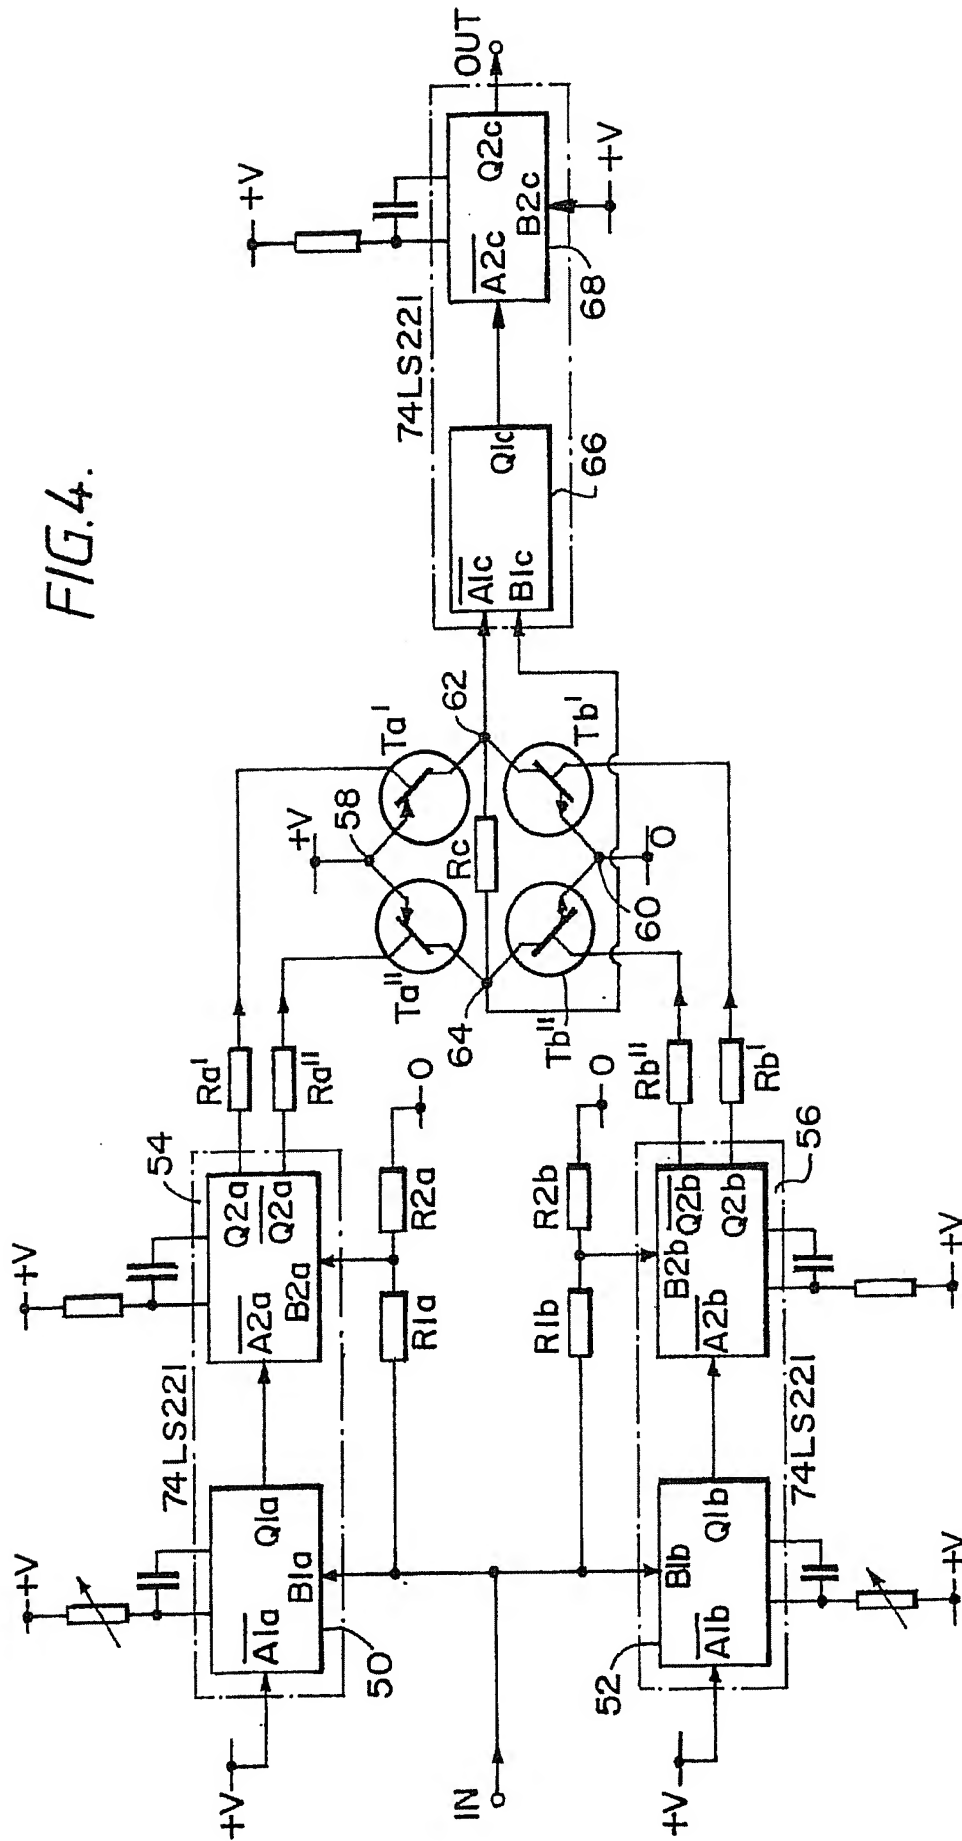 FIG.4.
+V
+V
+V
74LS221
A1a
Q1a
B1a
50
54
A2a
Q2a
Q2a
B2a
Ra'
Ra"
R1a
R2a
0
+V
58
Ta"
Ta'
62
64
Rc
Tb"
Tb'
60
0
IN
R1b
R2b
0
+V
52
B1b
Q1b
A1b
74LS221
B2b
Q2b
A2b
Q2b
56
Rb"
Rb'
+V
+V
74LS221
A1c
B1c
Q1c
66
+V
A2c
Q2c
B2c
68
+V
OUT